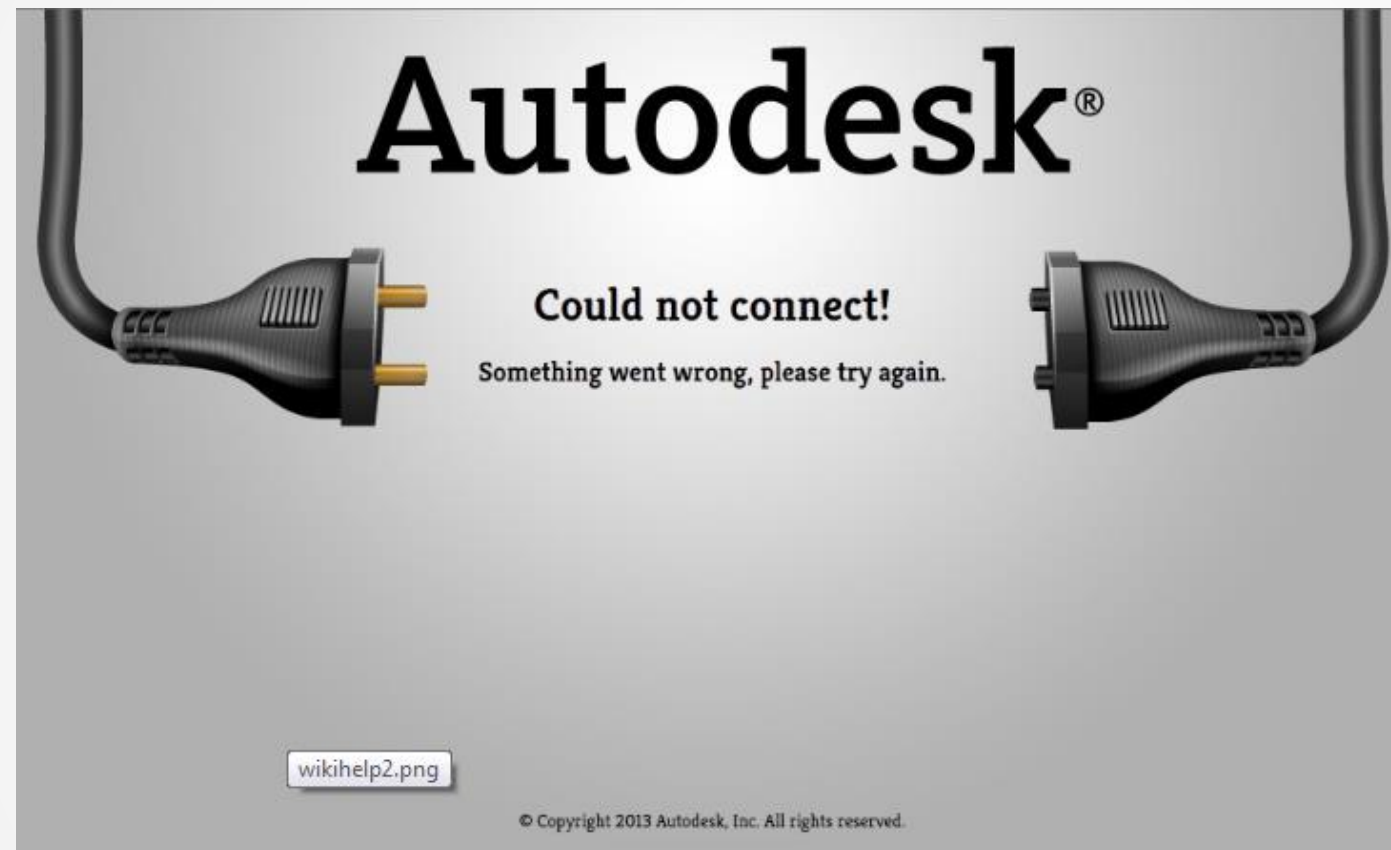 Autodesk®
Could not connect!
Something went wrong, please try again.
wikihelp2.png
© Copyright 2013 Autodesk, Inc. All rights reserved.